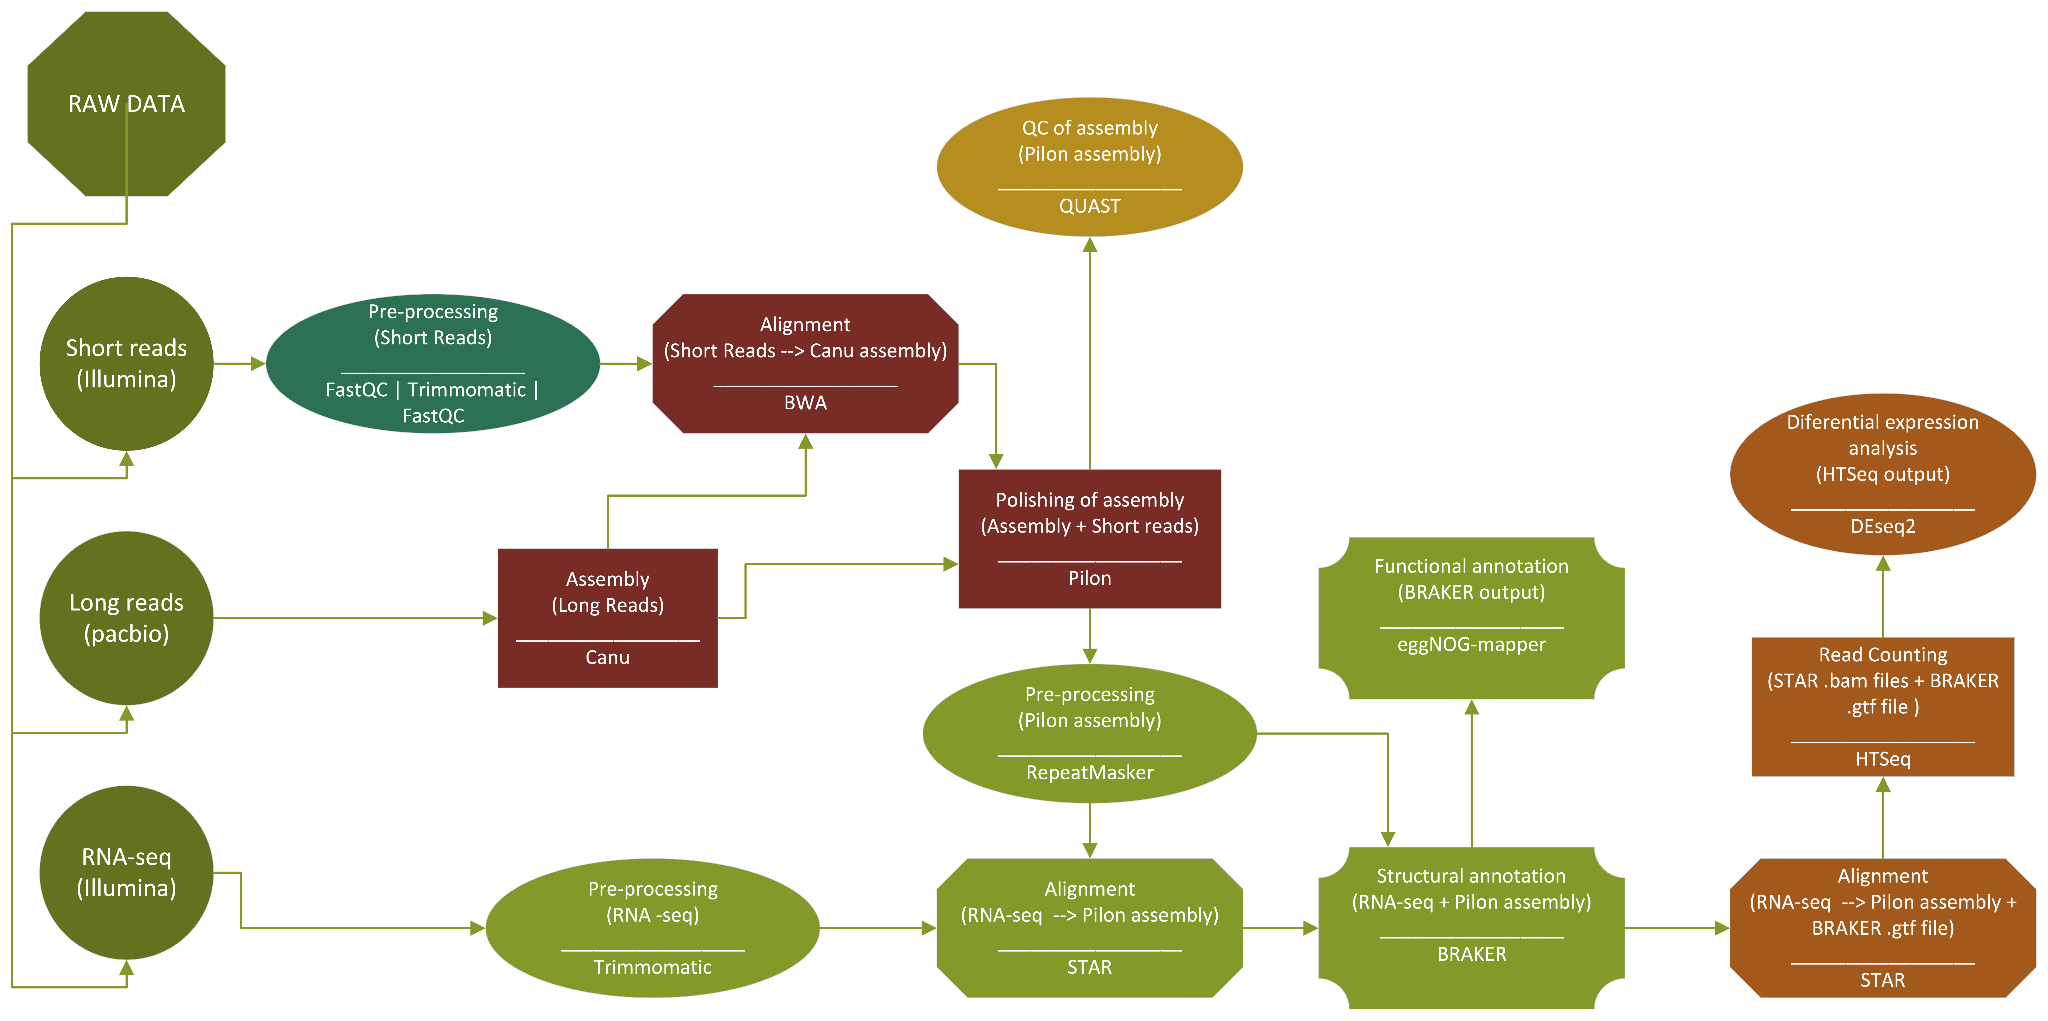 RAW DATA
QC of assembly
(Pilon assembly)
QUAST
Short reads
(Illumina)
Pre-processing
(Short Reads)
FastQC | Trimmomatic |
FastQC
Alignment
(Short Reads --> Canu assembly)
BWA
Polishing of assembly
(Assembly + Short reads)
Pilon
Diferential expression
analysis
(HTSeq output)
DEseq2
Long reads
(pacbio)
Assembly
(Long Reads)
Canu
Functional annotation
(BRAKER output)
eggNOG-mapper
Pre-processing
(Pilon assembly)
RepeatMasker
Read Counting
(STAR .bam files + BRAKER
.gtf file )
HTSeq
RNA-seq
(Illumina)
Pre-processing
(RNA -seq)
Trimmomatic
Alignment
(RNA-seq  --> Pilon assembly)
STAR
Structural annotation
(RNA-seq + Pilon assembly)
BRAKER
Alignment
(RNA-seq  --> Pilon assembly +
BRAKER .gtf file)
STAR